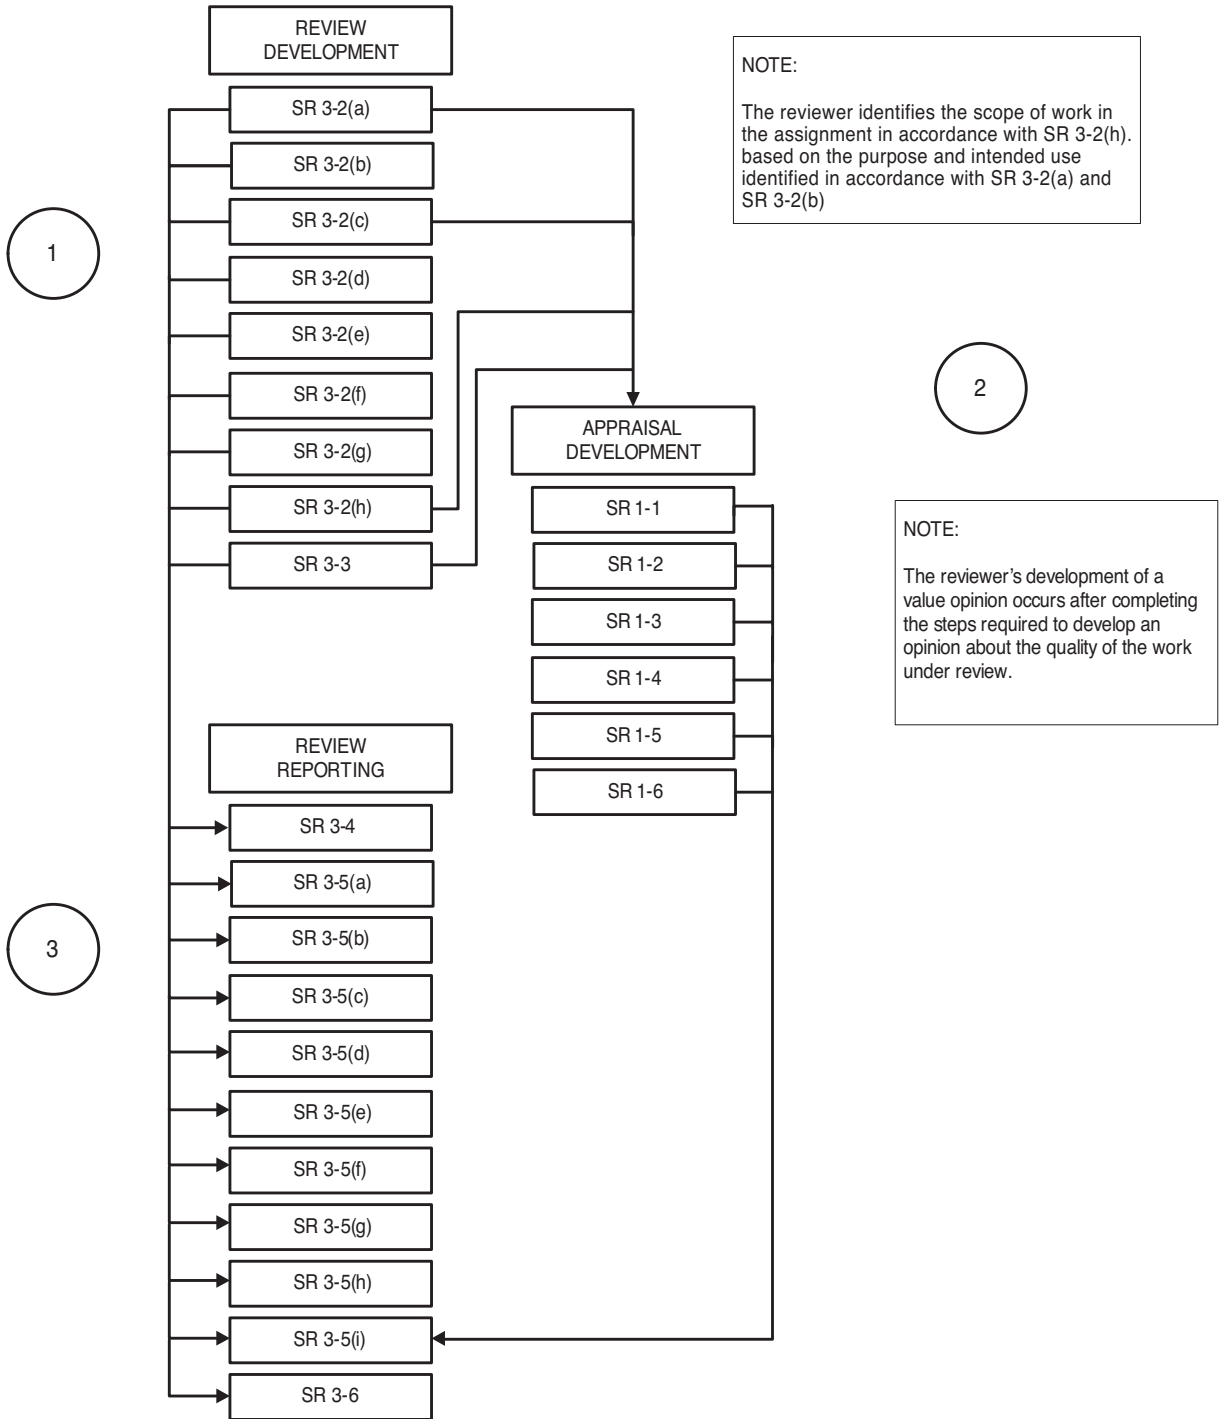 REVIEW
DEVELOPMENT
SR 3-2(a)
SR 3-2(b)
SR 3-2(c)
SR 3-2(d)
SR 3-2(e)
SR 3-2(f)
SR 3-2(g)
SR 3-2(h)
SR 3-3
1
NOTE:
The reviewer identifies the scope of work in
the assignment in accordance with SR 3-2(h).
based on the purpose and intended use
identified in accordance with SR 3-2(a) and
SR 3-2(b)
2
APPRAISAL
DEVELOPMENT
SR 1-1
SR 1-2
SR 1-3
SR 1-4
SR 1-5
SR 1-6
NOTE:
The reviewer's development of a
value opinion occurs after completing
the steps required to develop an
opinion about the quality of the work
under review.
REVIEW
REPORTING
SR 3-4
SR 3-5(a)
SR 3-5(b)
SR 3-5(c)
SR 3-5(d)
SR 3-5(e)
SR 3-5(f)
SR 3-5(g)
SR 3-5(h)
SR 3-5(i)
SR 3-6
3